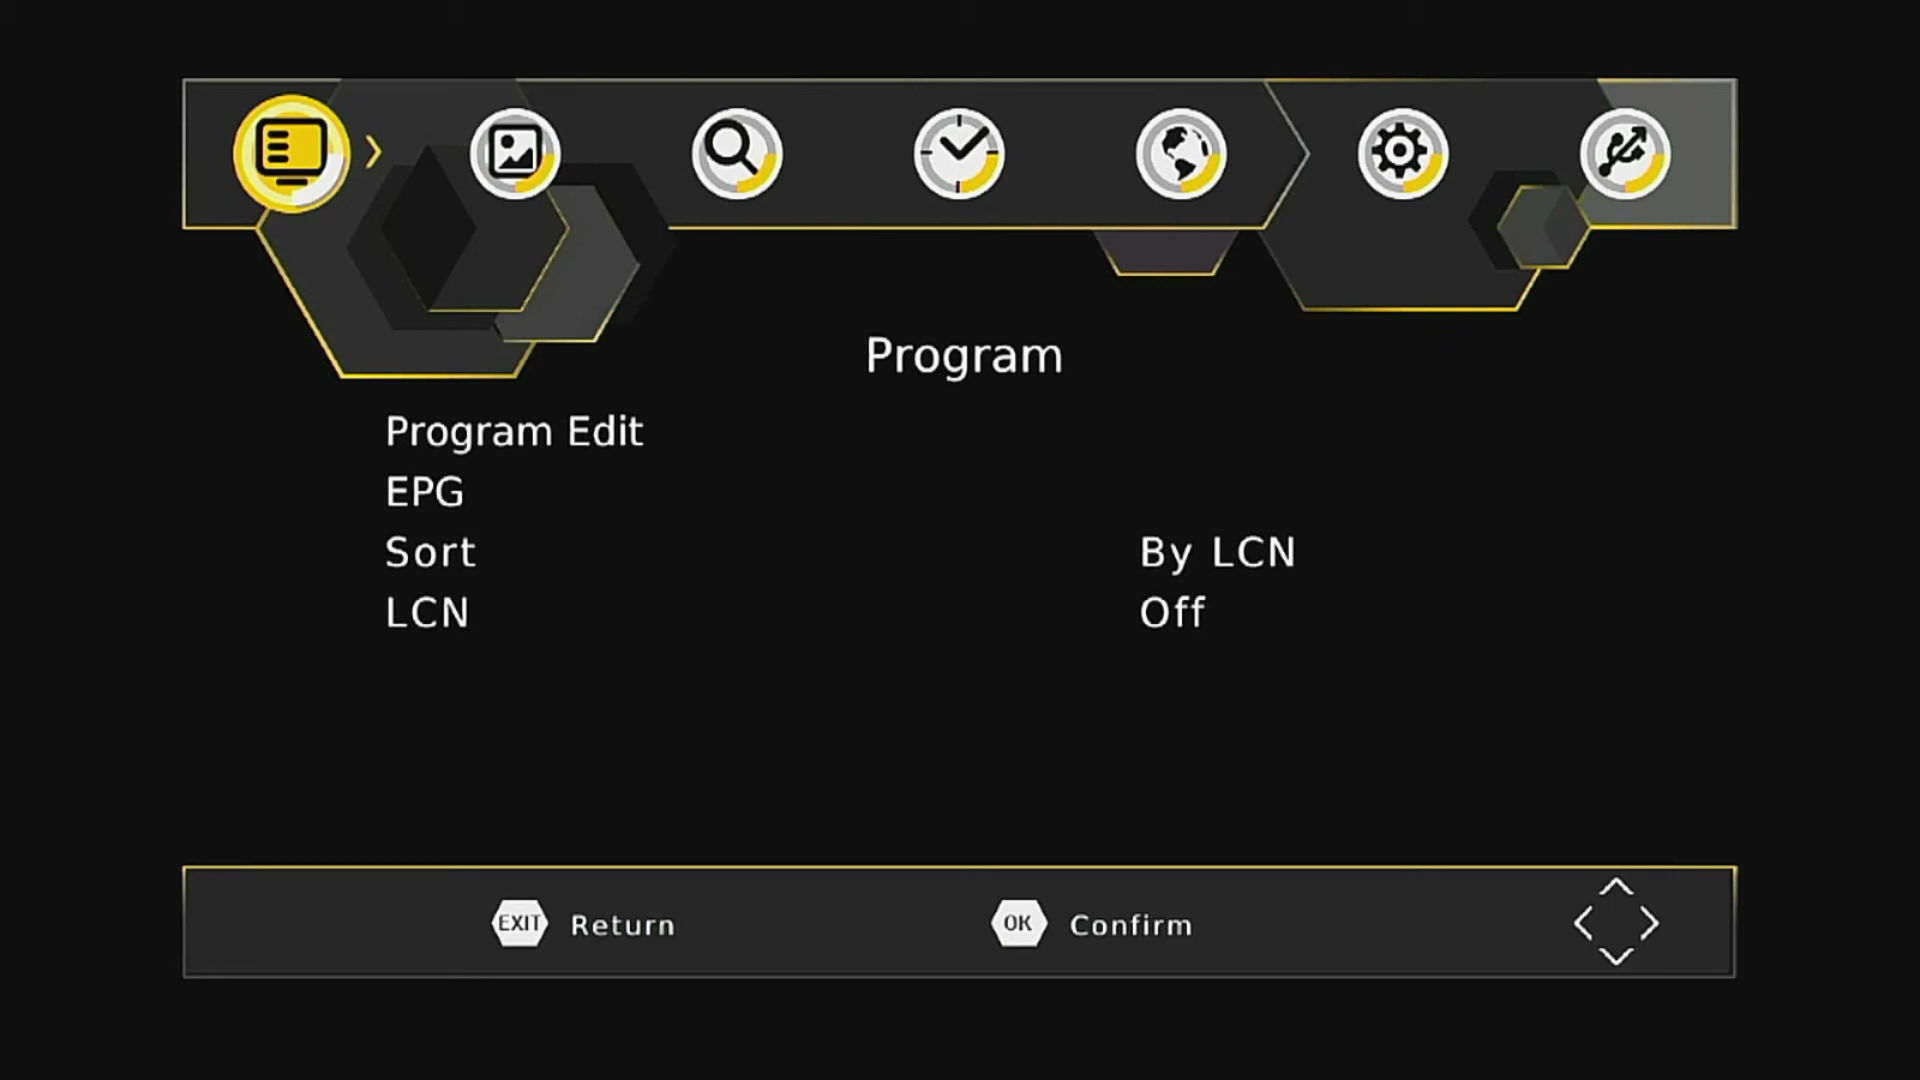 Program
Program Edit
EPG
Sort By LCN
LCN Off
EXIT Return OK Confirm